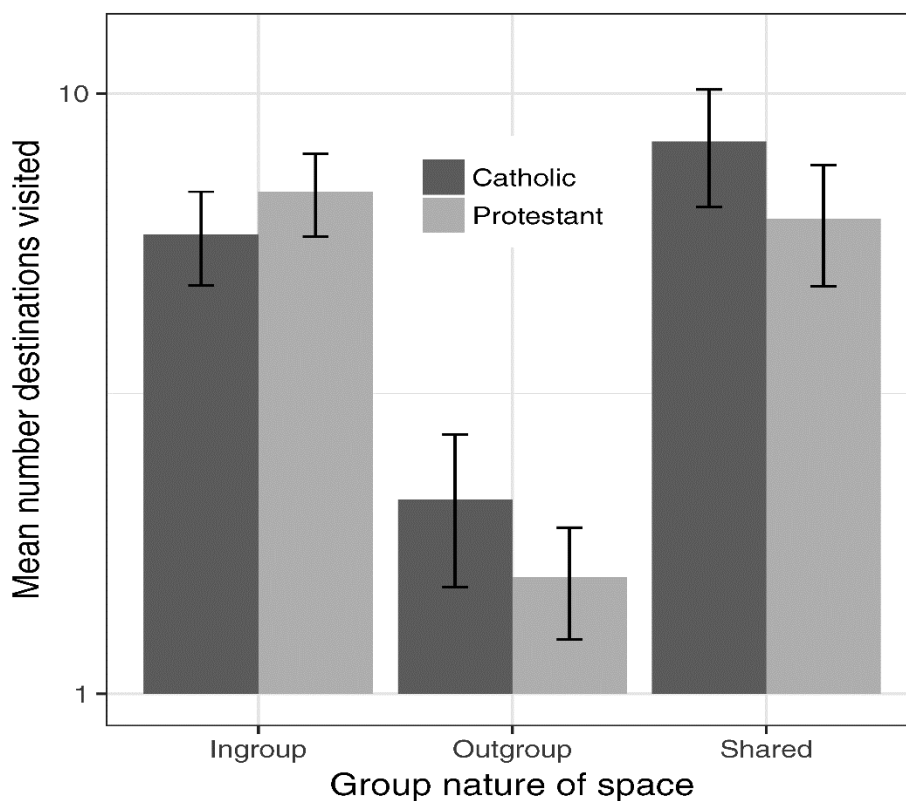 Mean number destinations visited
10
1
Catholic
Protestant
Ingroup Outgroup Shared
Group nature of space